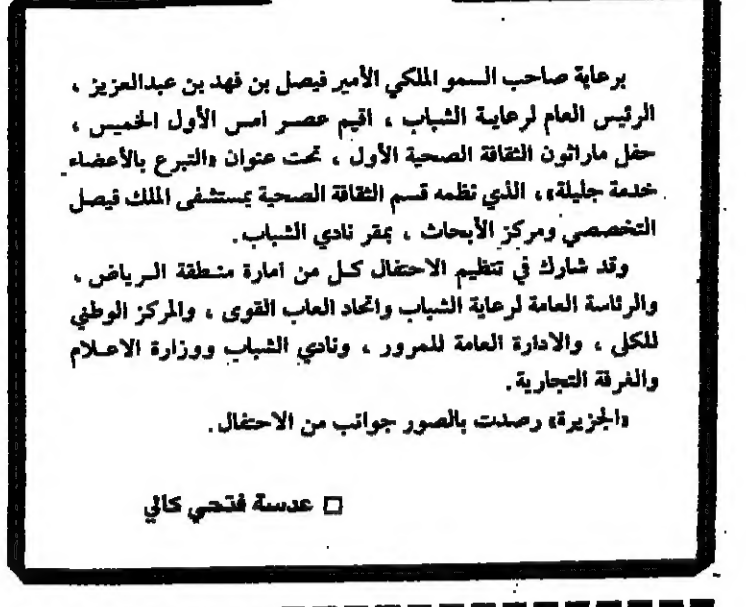 برعاية صاحب السمو الملكي الأمير فيصل بن فهد بن عبدالعزيز ،
الرئيس العام لرعاية الشباب ، اقيم عصر امس الأول الخميس ،
حفل ماراثون الثقافة الصحية الأول ، تحت عنوان «التبرع بالأعضاء
خدمة جليلة» ، الذي نظمه قسم الثقافة الصحية بمستشفى الملك فيصل
التخصصي ومركز الأبحاث ، بمقر نادي الشباب .
وقد شارك في تنظيم الاحتفال كل من امارة منطقة الرياض ،
والرئاسة العامة لرعاية الشباب واتحاد العاب القوى ، والمركز الوطني
للكلى ، والادارة العامة للمرور ، ونادي الشباب ووزارة الاعلام
والغرفة التجارية .
«الجزيرة» رصدت بالصور جوانب من الاحتفال .
□ عدسة فتحي كالي